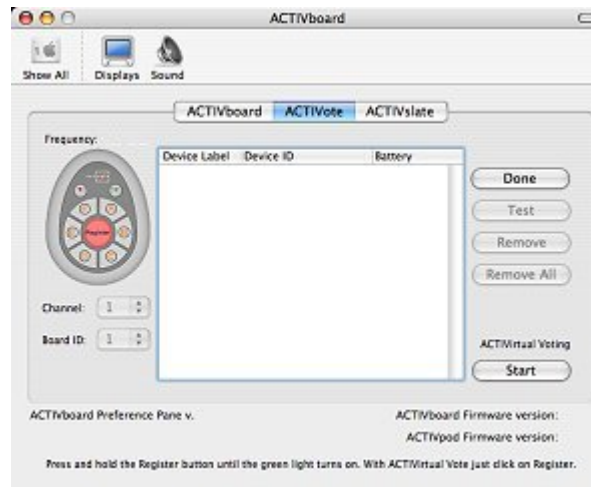 ACTIVboard
Show All Displays Sound
ACTIVboard ACTIVote ACTIVslate
Frequency:
Device Label Device ID Battery
Register
Done
Test
Remove
Remove All
Channel: 1
Board ID: 1
ACTIVirtual Voting
Start
ACTIVboard Preference Pane v.
ACTIVboard Firmware version:
ACTIVpod Firmware version:
Press and hold the Register button until the green light turns on. With ACTIVirtual Vote just click on Register.